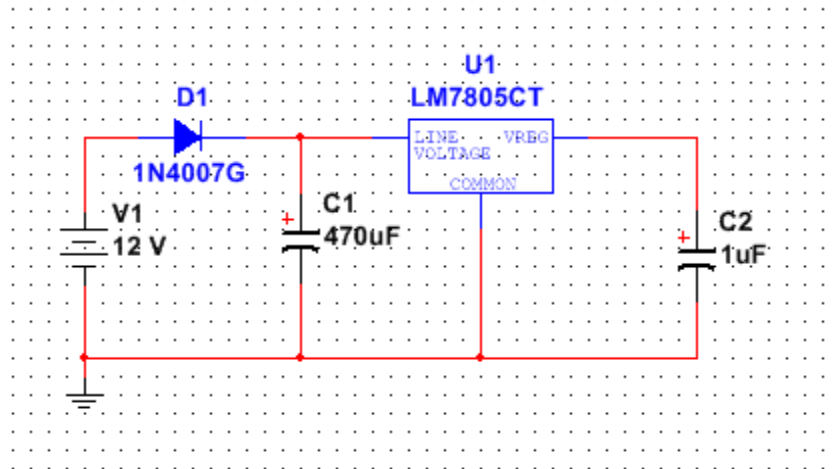 U1
LM7805CT
D1
LINE VREG
VOLTAGE
1N4007G
COMMON
V1
12 V
+
C1
470uF
+
C2
1uF